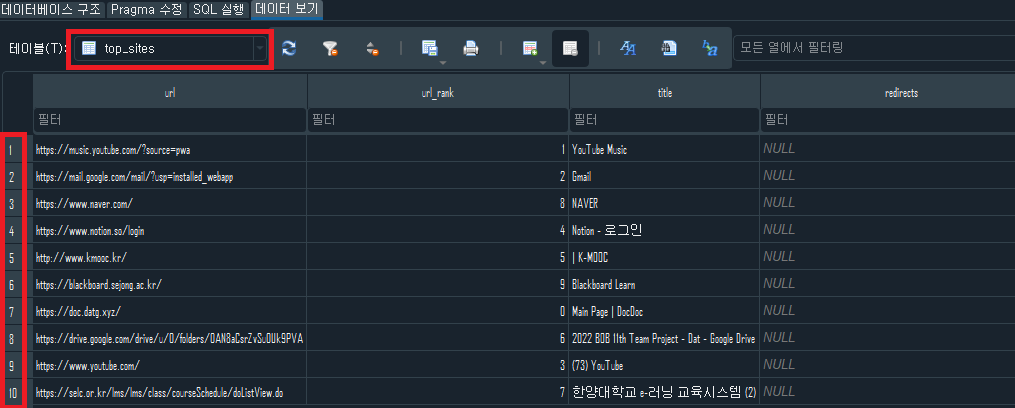 데이터베이스 구조 Pragma 수정 SQL 실행 데이터 보기
테이블(T): top_sites 모든 열에서 필터링
url url_rank title redirects
필터 필터 필터 필터
1 https://music.youtube.com/?source=pwa 1 YouTube Music NULL
2 https://mail.google.com/mail/?usp=installed_webapp 2 Gmail NULL
3 https://www.naver.com/ 8 NAVER NULL
4 https://www.notion.so/login 4 Notion - 로그인 NULL
5 http://www.kmooc.kr/ 5 | K-MOOC NULL
6 https://blackboard.sejong.ac.kr/ 9 Blackboard Learn NULL
7 https://doc.datg.xyz/ 0 Main Page | DocDoc NULL
8 https://drive.google.com/drive/u/0/folders/0AN8aCsrZvSuOUk9PVA 6 2022 BOB 11th Team Project - Dat - Google Drive NULL
9 https://www.youtube.com/ 3 (73) YouTube NULL
10 https://selc.or.kr/lms/lms/class/courseSchedule/doListView.do 7 한양대학교 e-러닝 교육시스템 (2) NULL